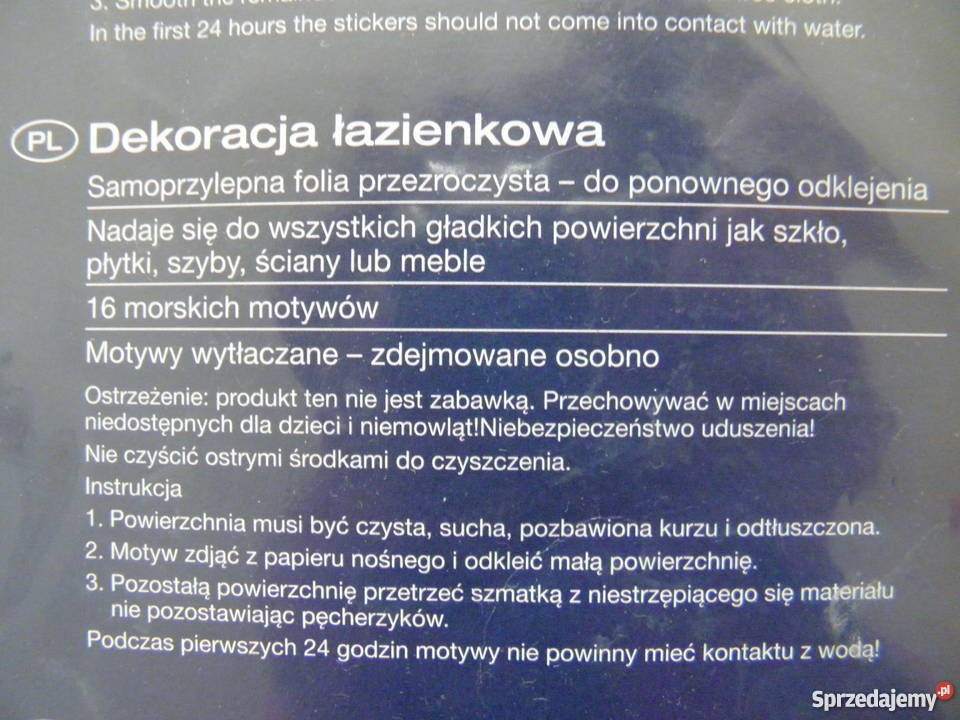 3. Smooth the
In the first 24 hours the stickers should not come into contact with water.
PL Dekoracja łazienkowa
Samoprzylepna folia przezroczysta – do ponownego odklejenia
Nadaje się do wszystkich gładkich powierzchni jak szkło,
płytki, szyby, ściany lub meble
16 morskich motywów
Motywy wytłaczane – zdejmowane osobno
Ostrzeżenie: produkt ten nie jest zabawką. Przechowywać w miejscach
niedostępnych dla dzieci i niemowląt!Niebezpieczeństwo uduszenia!
Nie czyścić ostrymi środkami do czyszczenia.
Instrukcja
1. Powierzchnia musi być czysta, sucha, pozbawiona kurzu i odtłuszczona.
2. Motyw zdjąć z papieru nośnego i odkleić małą powierzchnię.
3. Pozostałą powierzchnię przetrzeć szmatką z niestrzępiącego się materiału
nie pozostawiając pęcherzyków.
Podczas pierwszych 24 godzin motywy nie powinny mieć kontaktu z wodą!
Sprzedajemy.pl